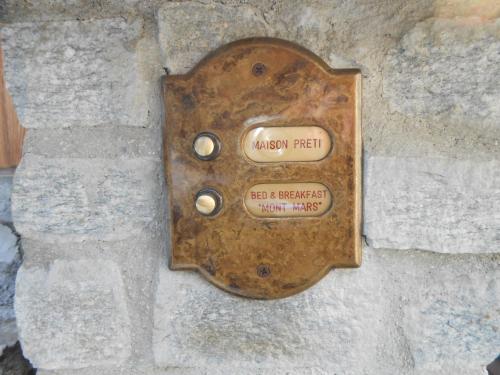 MAISON PRETI
BED & BREAKFAST
"MONT MARS"